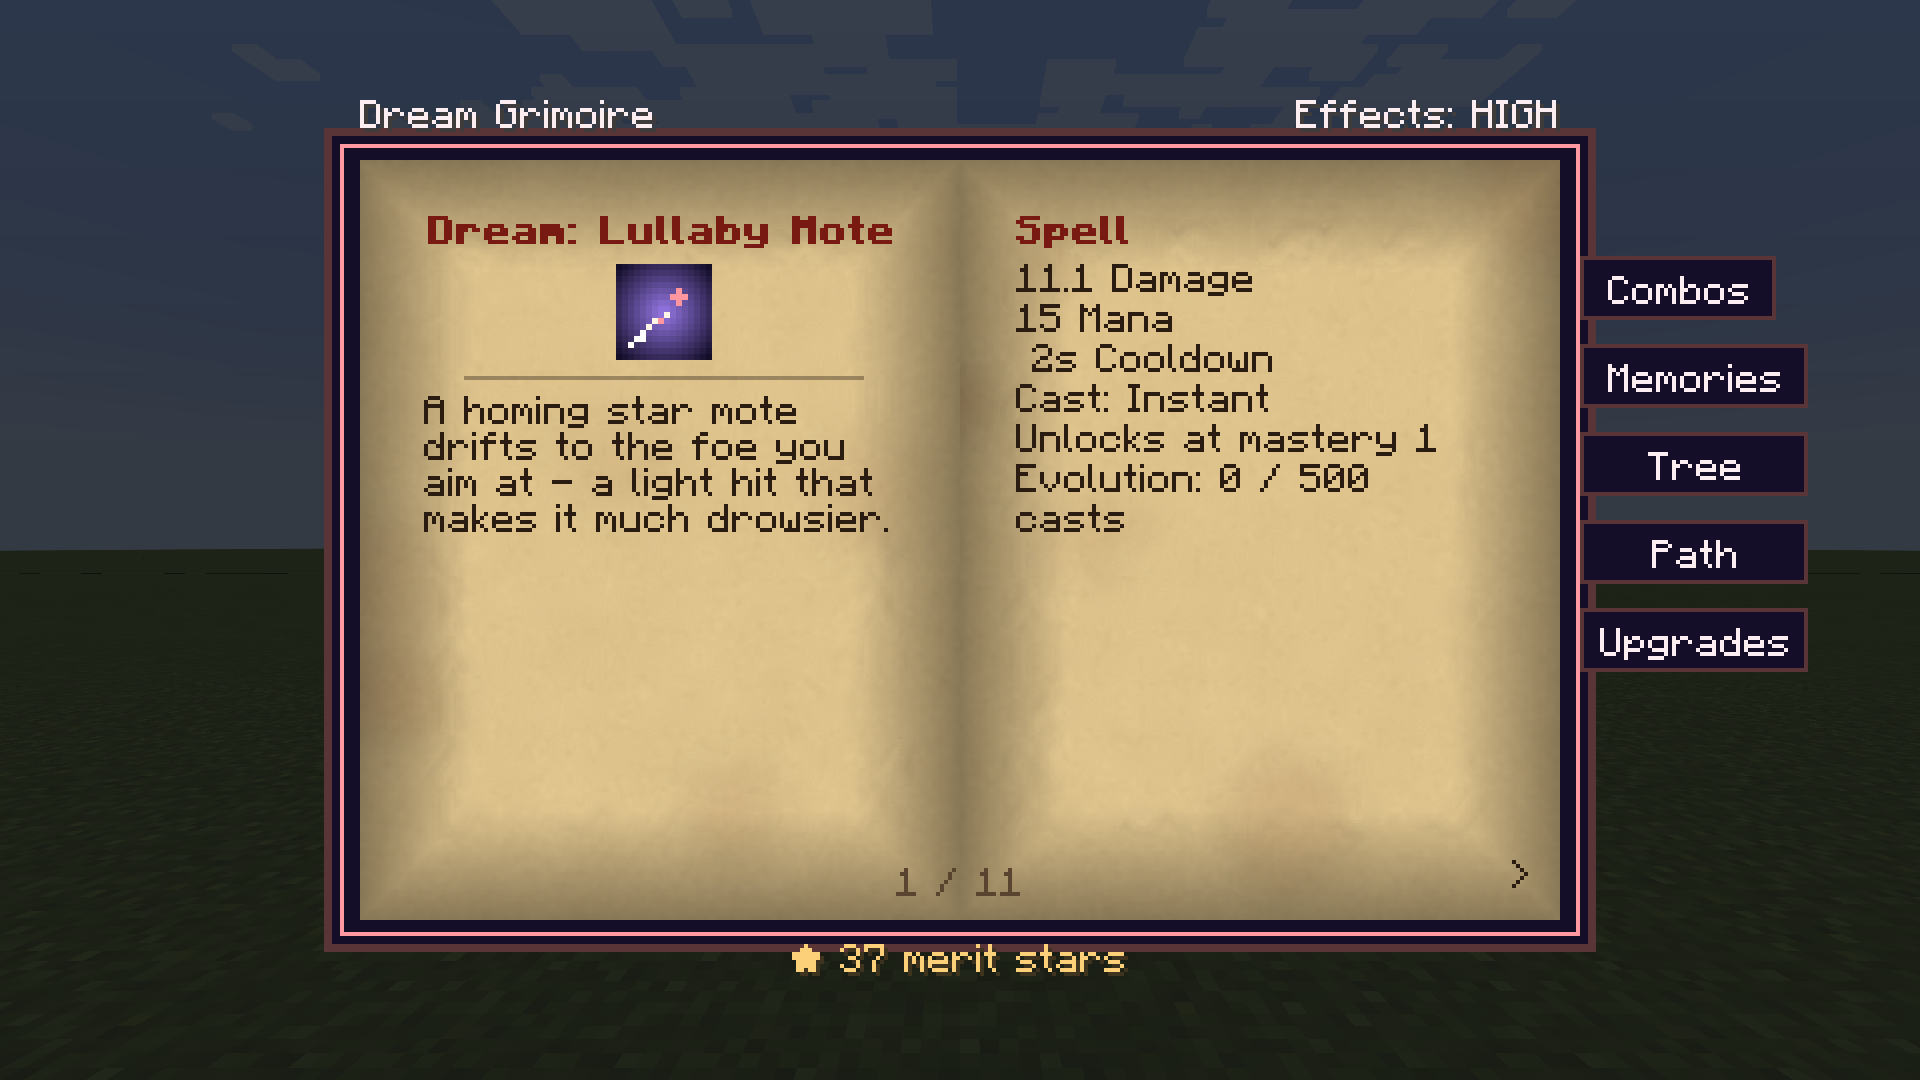 Dream Grimoire
Effects: HIGH
Dream: Lullaby Mote
A homing star mote
drifts to the foe you
aim at — a light hit that
makes it much drowsier.
Spell
11.1 Damage
15 Mana
2s Cooldown
Cast: Instant
Unlocks at mastery 1
Evolution: 0 / 500
casts
Combos
Memories
Tree
Path
Upgrades
1 / 11
>
★ 37 merit stars